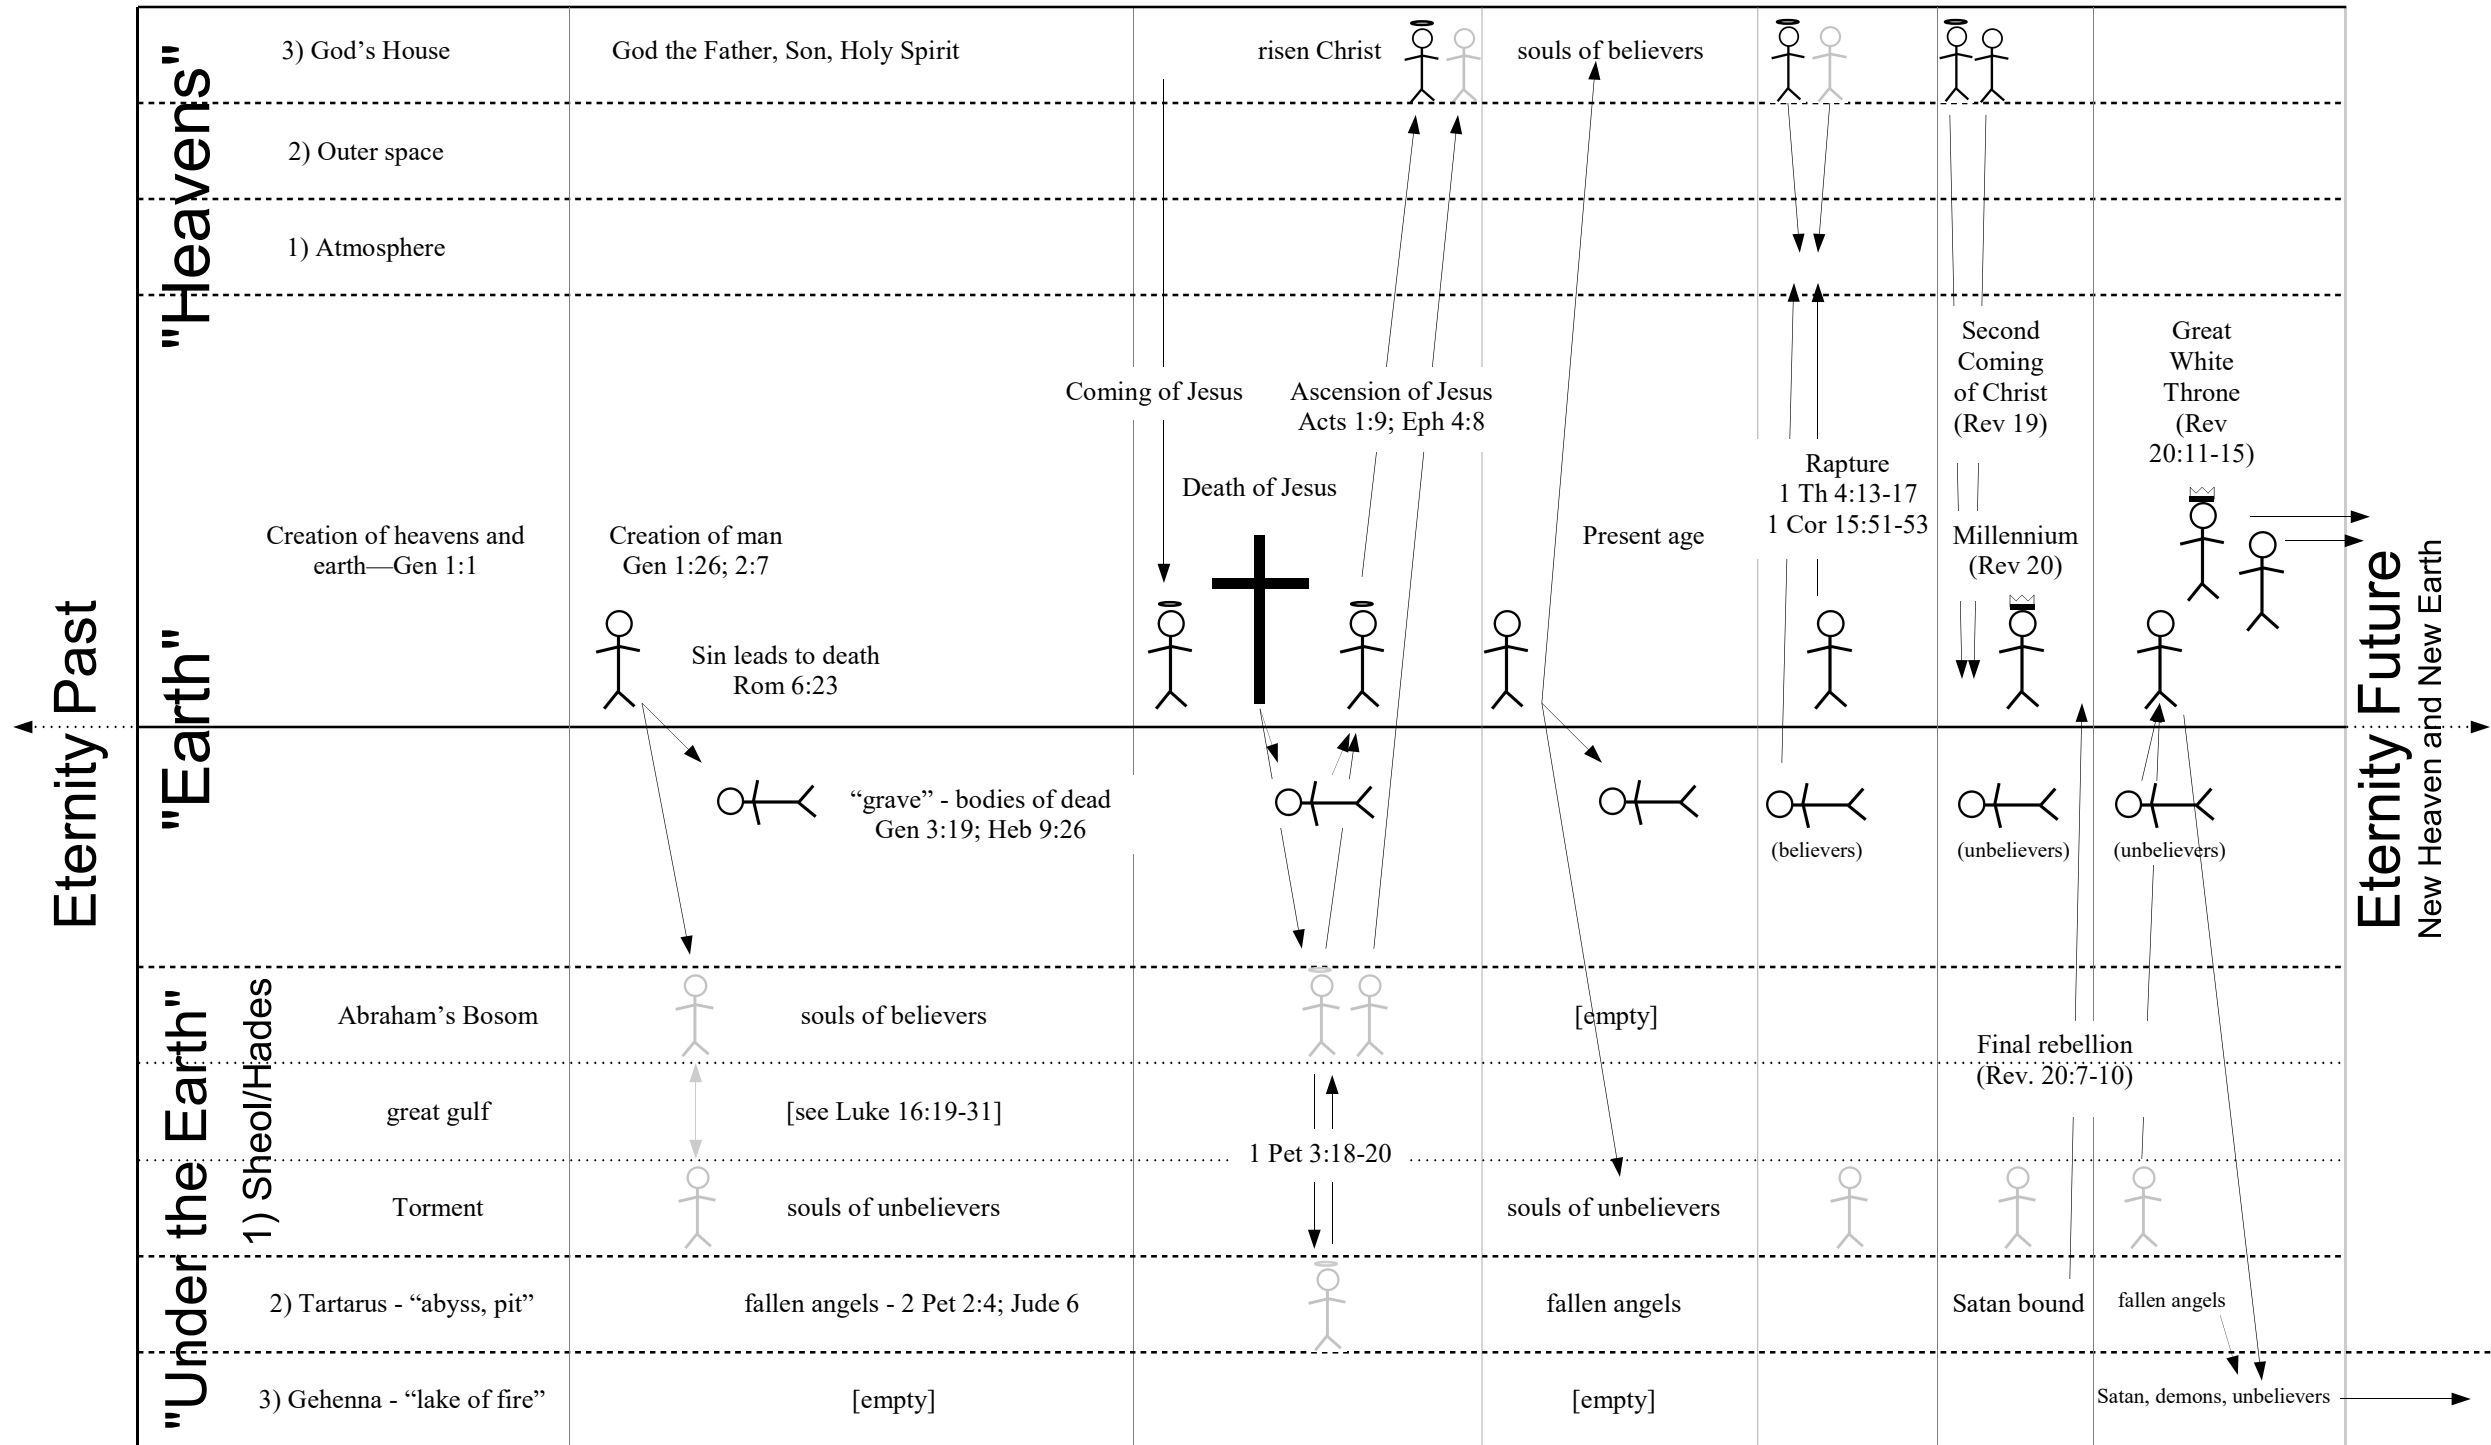 Eternity Past
"Heavens"
3) God’s House
God the Father, Son, Holy Spirit
risen Christ
souls of believers
2) Outer space
1) Atmosphere
"Earth"
Creation of heavens and
earth—Gen 1:1
Creation of man
Gen 1:26; 2:7
Sin leads to death
Rom 6:23
Coming of Jesus
Death of Jesus
Ascension of Jesus
Acts 1:9; Eph 4:8
Present age
Rapture
1 Th 4:13-17
1 Cor 15:51-53
Second
Coming
of Christ
(Rev 19)
Millennium
(Rev 20)
Great
White
Throne
(Rev
20:11-15)
“grave” - bodies of dead
Gen 3:19; Heb 9:26
(believers)
(unbelievers)
(unbelievers)
"Under the Earth"
1) Sheol/Hades
Abraham’s Bosom
souls of believers
[empty]
great gulf
[see Luke 16:19-31]
1 Pet 3:18-20
Final rebellion
(Rev. 20:7-10)
Torment
souls of unbelievers
souls of unbelievers
2) Tartarus - “abyss, pit”
fallen angels - 2 Pet 2:4; Jude 6
fallen angels
Satan bound
fallen angels
3) Gehenna - “lake of fire”
[empty]
[empty]
Satan, demons, unbelievers
Eternity Future
New Heaven and New Earth